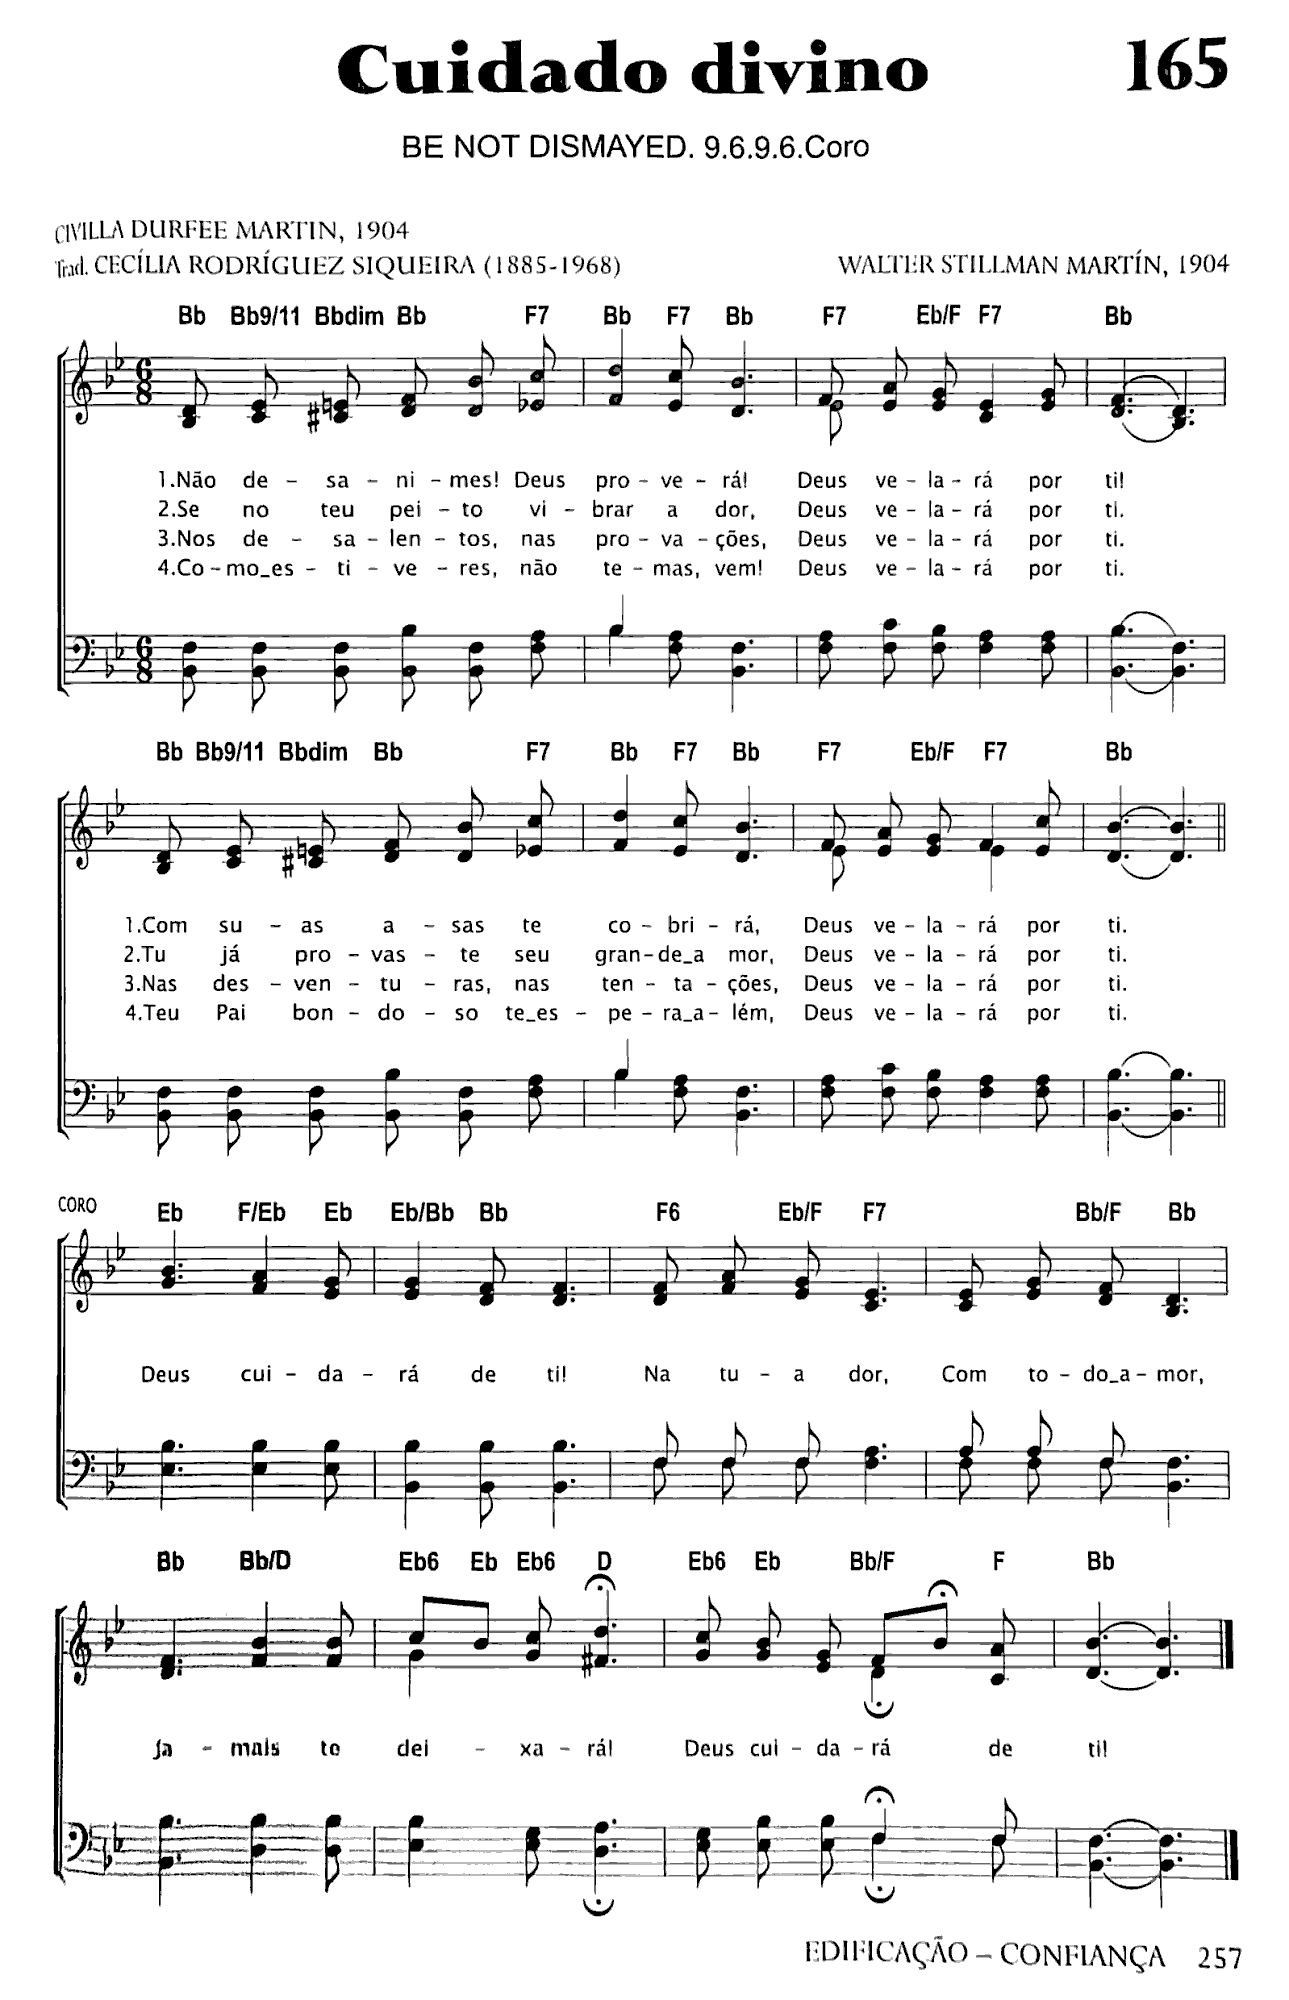 Cuidado divino 165
BE NOT DISMAYED. 9.6.9.6.Coro
CIVILLA DURFEE MARTIN, 1904
Trad. CECÍLIA RODRÍGUEZ SIQUEIRA (1885-1968) WALTER STILLMAN MARTÍN, 1904
Bb Bb9/11 Bbdim Bb F7 Bb F7 Bb F7 Eb/F F7 Bb
1.Não de - sa - ni - mes! Deus pro - ve - rá! Deus ve - la - rá por ti!
2.Se no teu pei - to vi - brar a dor, Deus ve - la - rá por ti.
3.Nos de - sa - len - tos, nas pro - va - ções, Deus ve - la - rá por ti.
4.Co - mo_es - ti - ve - res, não te - mas, vem! Deus ve - la - rá por ti.
Bb Bb9/11 Bbdim Bb F7 Bb F7 Bb F7 Eb/F F7 Bb
1.Com su - as a - sas te co - bri - rá, Deus ve - la - rá por ti.
2.Tu já pro - vas - te seu gran - de_a mor, Deus ve - la - rá por ti.
3.Nas des - ven - tu - ras, nas ten - ta - ções, Deus ve - la - rá por ti.
4.Teu Pai bon - do - so te_es - pe - ra_a - lém, Deus ve - la - rá por ti.
CORO Eb F/Eb Eb Eb/Bb Bb F6 Eb/F F7 Bb/F Bb
Deus cui - da - rá de ti! Na tu - a dor, Com to - do_a - mor,
Bb Bb/D Eb6 Eb Eb6 D Eb6 Eb Bb/F F Bb
Ja - mais te dei - xa - rá! Deus cui - da - rá de ti!
EDIFICAÇÃO – CONFIANÇA 257